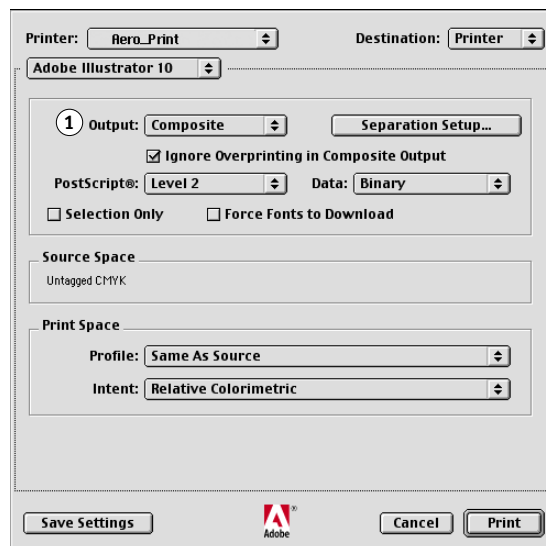 Printer: Aero_Print Destination: Printer
Adobe Illustrator 10
1 Output: Composite Separation Setup...
Ignore Overprinting in Composite Output
PostScript®: Level 2 Data: Binary
Selection Only Force Fonts to Download
Source Space
Untagged CMYK
Print Space
Profile: Same As Source
Intent: Relative Colorimetric
Save Settings Adobe® Cancel Print